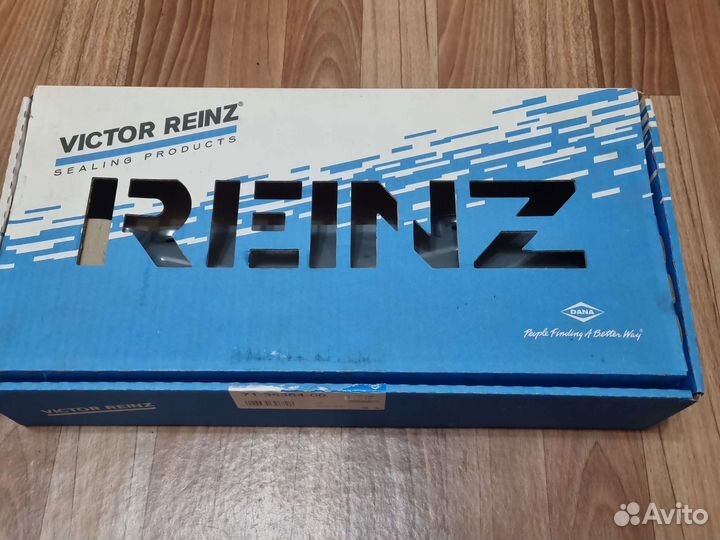 VICTOR REINZ®
SEALING PRODUCTS
REINZ
DANA
People Finding A Better Way®
VICTOR REINZ
Avito